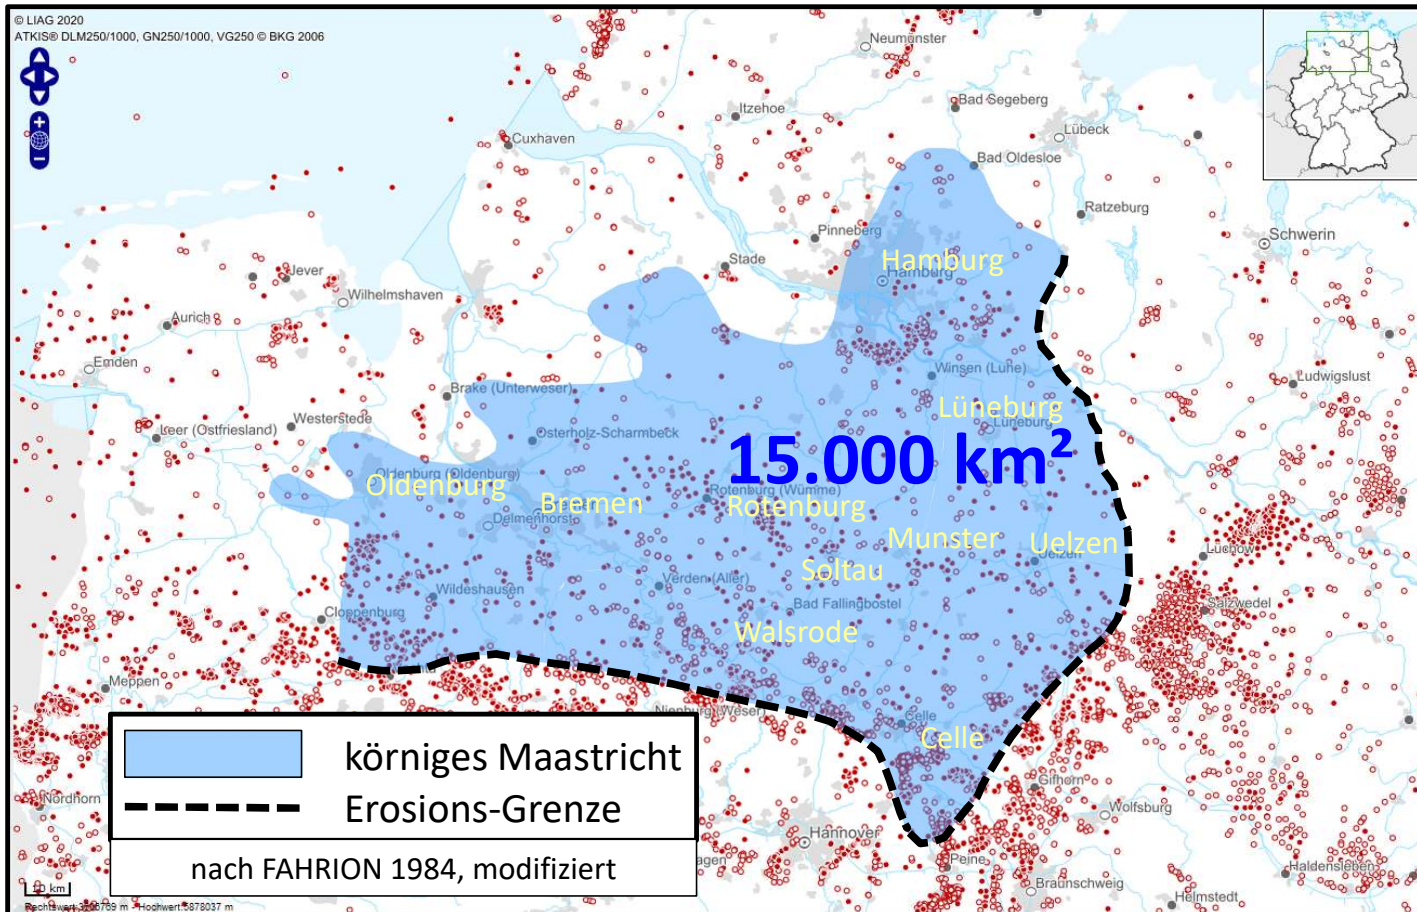 © LIAG 2020
ATKIS® DLM250/1000, GN250/1000, VG250 © BKG 2006
Neumünster
Itzehoe
Bad Segeberg
Cuxhaven
Lübeck
Bad Oldesloe
Ratzeburg
Pinneberg
Schwerin
Stade
Hamburg
Hamburg
Jever
Wilhelmshaven
Aurich
Emden
Winsen (Luhe)
Ludwigslust
Brake (Unterweser)
Lüneburg
Lüneburg
Westerstede
Leer (Ostfriesland)
Osterholz-Scharmbeck
15.000 km²
Oldenburg (Oldenburg)
Oldenburg
Rotenburg (Wümme)
Bremen
Rotenburg
Delmenhorst
Munster
Uelzen
Uelzen
Lüchow
Soltau
Verden (Aller)
Wildeshausen
Bad Fallingbostel
Salzwedel
Cloppenburg
Walsrode
Meppen
Nienburg (Weser)
Celle
Celle
körniges Maastricht
Erosions-Grenze
nach FAHRION 1984, modifiziert
Gifhorn
Nordhorn
Wolfsburg
Hannover
Peine
Haldensleben
Braunschweig
Helmstedt
10 km